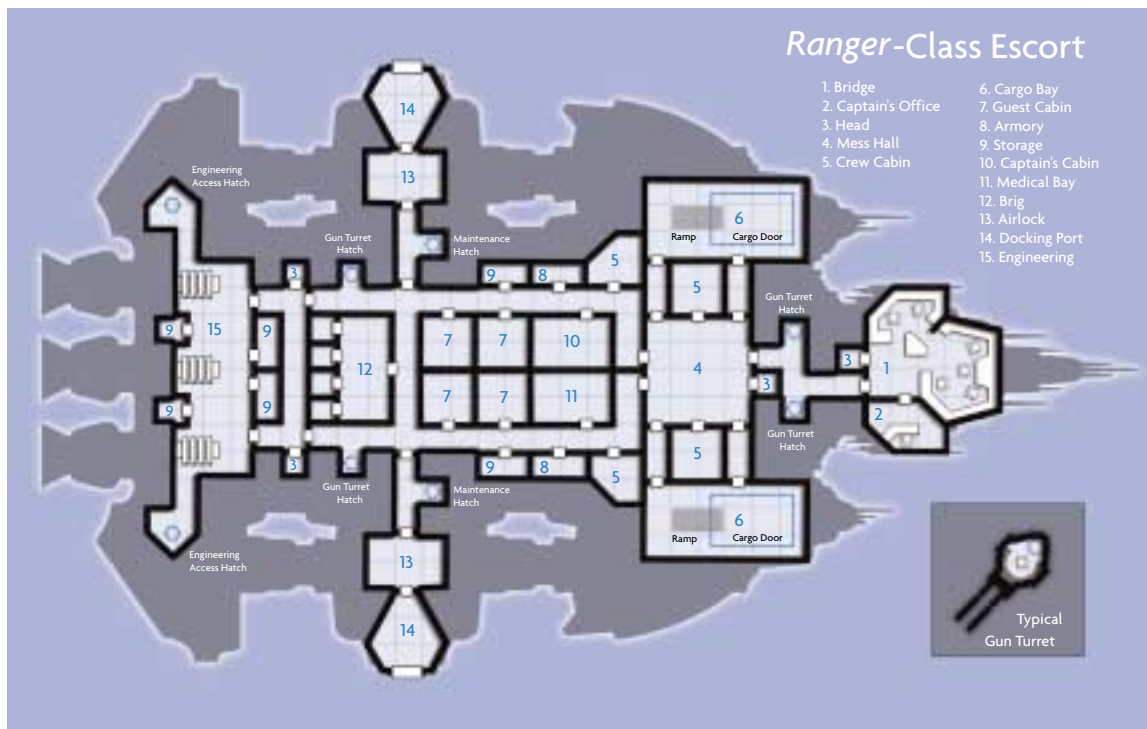 Ranger-Class Escort
1. Bridge
2. Captain's Office
3. Head
4. Mess Hall
5. Crew Cabin
6. Cargo Bay
7. Guest Cabin
8. Armory
9. Storage
10. Captain's Cabin
11. Medical Bay
12. Brig
13. Airlock
14. Docking Port
15. Engineering
14
Engineering
Access Hatch
13
6
Ramp
Cargo Door
Gun Turret
Hatch
Maintenance
Hatch
3
9
8
5
5
Gun Turret
Hatch
9
15
9
7
7
10
12
4
3
1
9
9
7
7
11
3
2
Gun Turret
Hatch
3
9
8
5
5
Gun Turret
Hatch
Maintenance
Hatch
6
Ramp
Cargo Door
Engineering
Access Hatch
13
14
Typical
Gun Turret